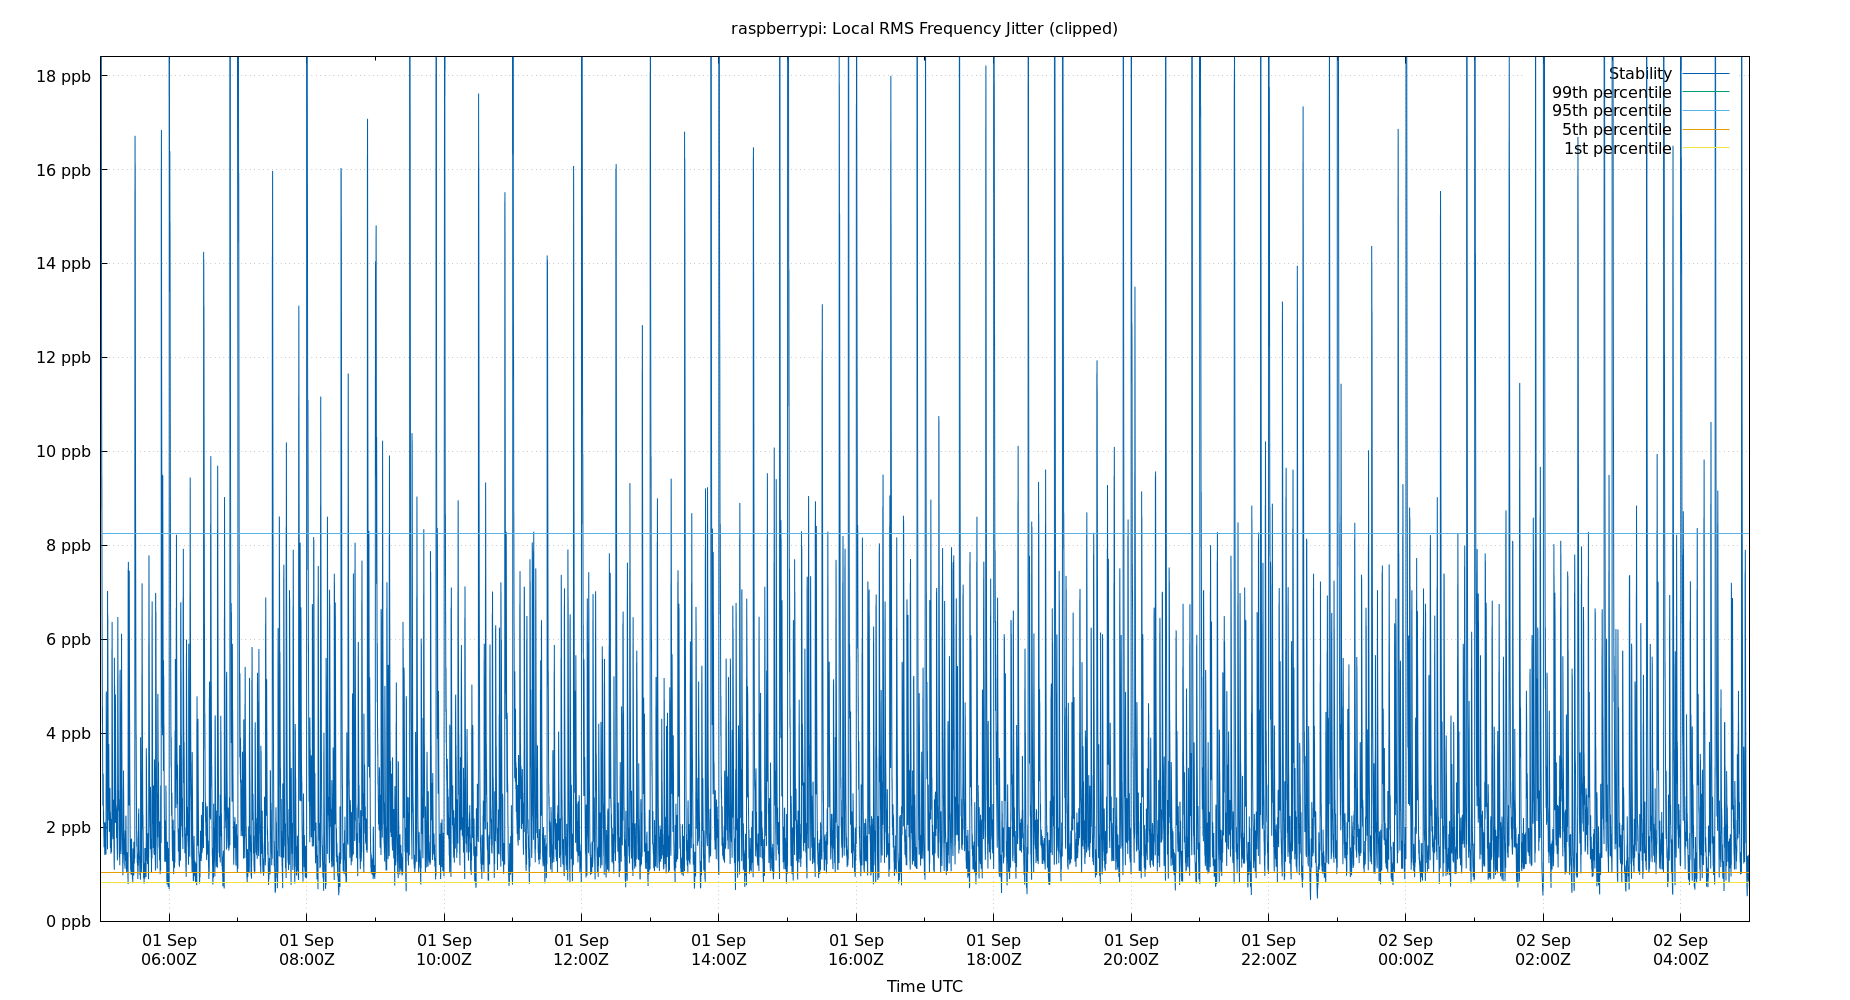 raspberrypi: Local RMS Frequency Jitter (clipped)
18 ppb
16 ppb
14 ppb
12 ppb
10 ppb
8 ppb
6 ppb
4 ppb
2 ppb
0 ppb
Stability
99th percentile
95th percentile
5th percentile
1st percentile
01 Sep 01 Sep 01 Sep 01 Sep 01 Sep 01 Sep 01 Sep 01 Sep 01 Sep 02 Sep 02 Sep 02 Sep
06:00Z 08:00Z 10:00Z 12:00Z 14:00Z 16:00Z 18:00Z 20:00Z 22:00Z 00:00Z 02:00Z 04:00Z
Time UTC